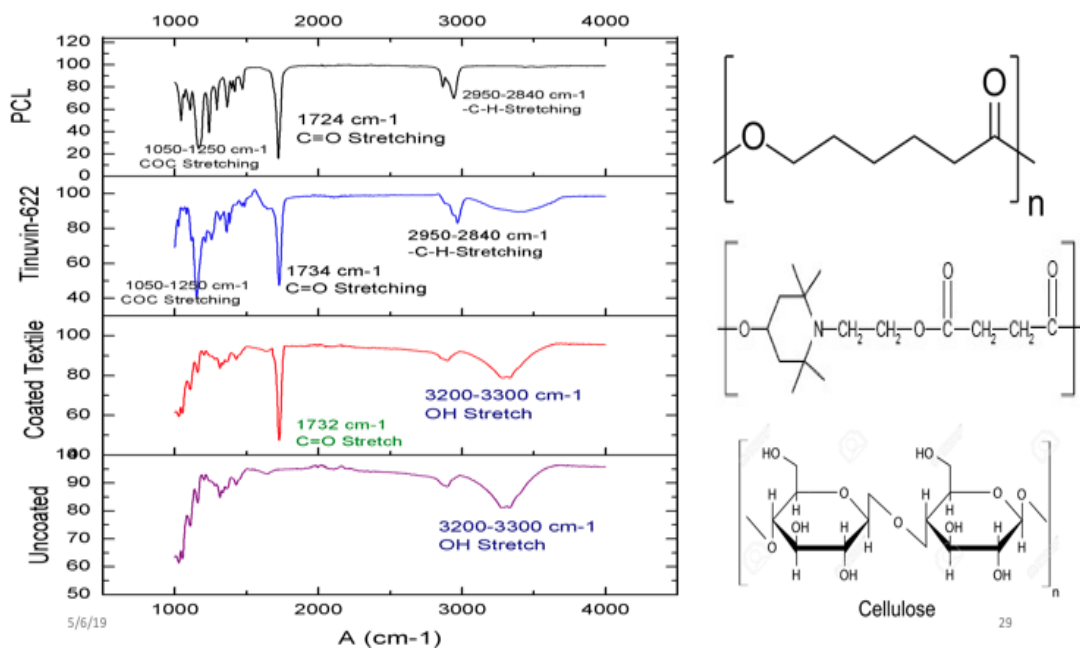 1000 2000 3000 4000
PCL
120
100
80
60
40
20
0
2950-2840 cm-1
-C-H-Stretching
1724 cm-1
C=O Stretching
1050-1250 cm-1
COC Stretching
Tinuvin-622
100
80
60
40
2950-2840 cm-1
-C-H-Stretching
1734 cm-1
C=O Stretching
1050-1250 cm-1
COC Stretching
Coated Textile
100
80
60
3200-3300 cm-1
OH Stretch
1732 cm-1
C=O Stretch
Uncoated
90
80
70
60
50
3200-3300 cm-1
OH Stretch
1000 2000 3000 4000
A (cm-1)
5/6/19
O
O
n
O
O
O
N—CH2—CH2—O
C—CH2—CH2—C
HO
HO
O
O
O
O
O
H
H
H
H
H
H
OH
OH
H
H
H
H
H
OH
H
OH
n
Cellulose
29